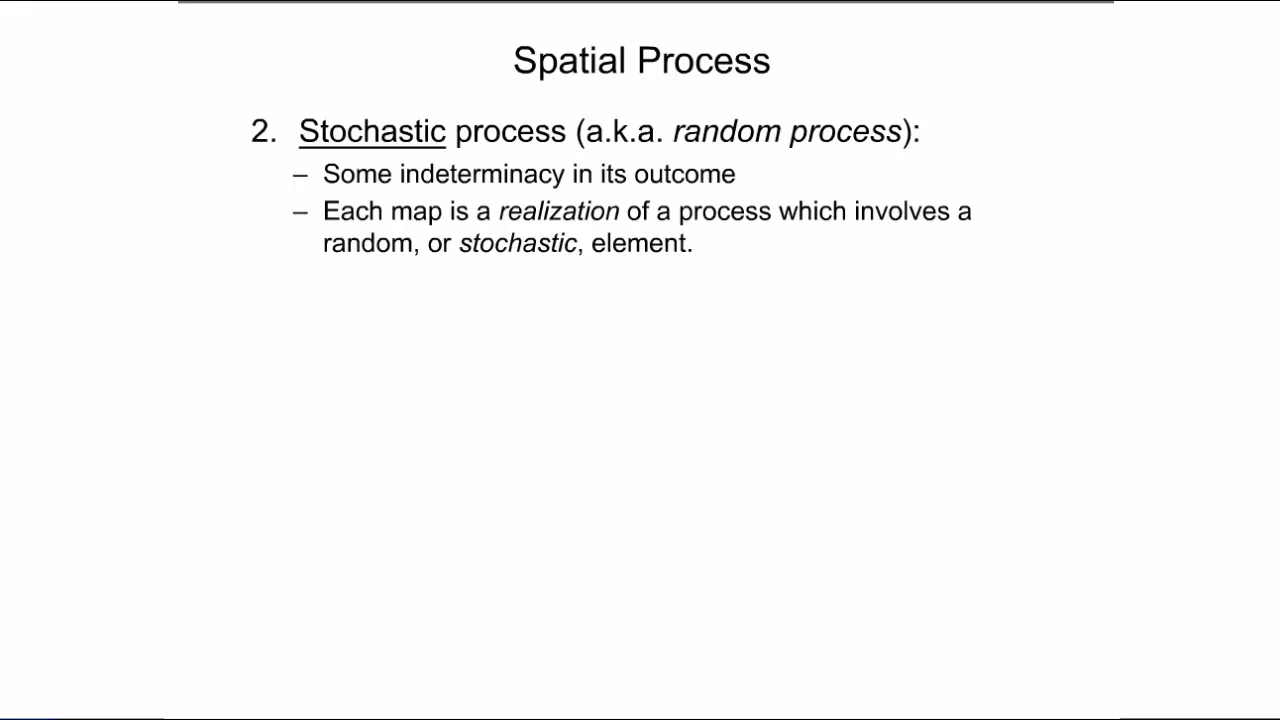 Spatial Process
2. Stochastic process (a.k.a. random process):
– Some indeterminacy in its outcome
– Each map is a realization of a process which involves a
random, or stochastic, element.